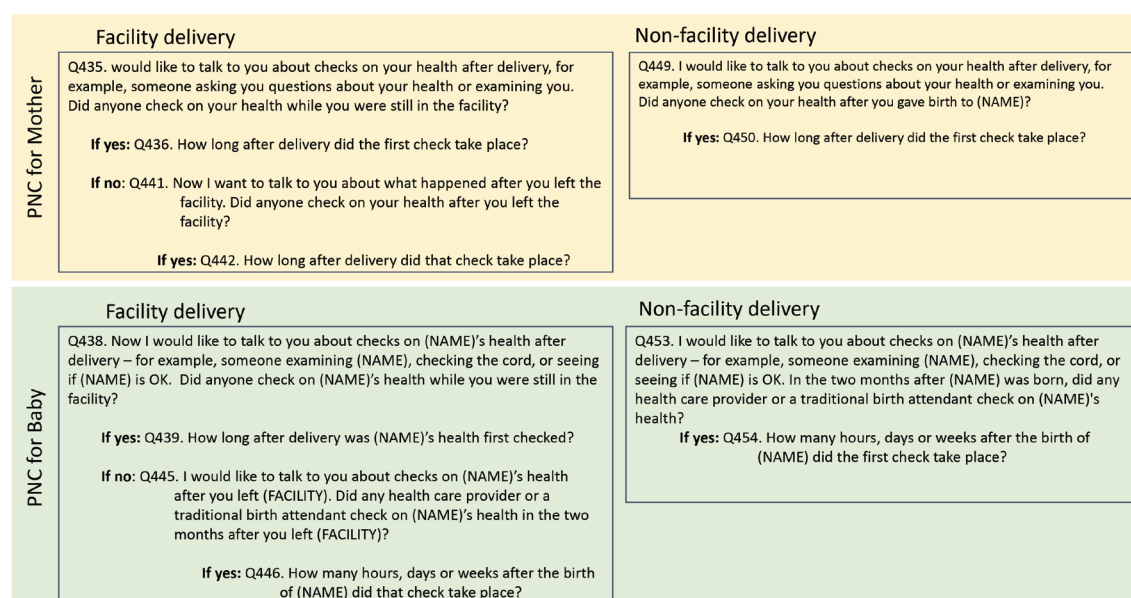 Facility delivery
Non-facility delivery
PNC for Mother
Q435. would like to talk to you about checks on your health after delivery, for
example, someone asking you questions about your health or examining you.
Did anyone check on your health while you were still in the facility?
If yes: Q436. How long after delivery did the first check take place?
If no: Q441. Now I want to talk to you about what happened after you left the
facility. Did anyone check on your health after you left the
facility?
If yes: Q442. How long after delivery did that check take place?
Q449. I would like to talk to you about checks on your health after delivery, for
example, someone asking you questions about your health or examining you.
Did anyone check on your health after you gave birth to (NAME)?
If yes: Q450. How long after delivery did the first check take place?
Facility delivery
Non-facility delivery
PNC for Baby
Q438. Now I would like to talk to you about checks on (NAME)’s health after
delivery – for example, someone examining (NAME), checking the cord, or seeing
if (NAME) is OK.  Did anyone check on (NAME)’s health while you were still in the
facility?
If yes: Q439. How long after delivery was (NAME)’s health first checked?
If no: Q445. I would like to talk to you about checks on (NAME)’s health
after you left (FACILITY). Did any health care provider or a
traditional birth attendant check on (NAME)’s health in the two
months after you left (FACILITY)?
If yes: Q446. How many hours, days or weeks after the birth
of (NAME) did that check take place?
Q453. I would like to talk to you about checks on (NAME)’s health after
delivery – for example, someone examining (NAME), checking the cord, or
seeing if (NAME) is OK. In the two months after (NAME) was born, did any
health care provider or a traditional birth attendant check on (NAME)'s
health?
If yes: Q454. How many hours, days or weeks after the birth of
(NAME) did the first check take place?